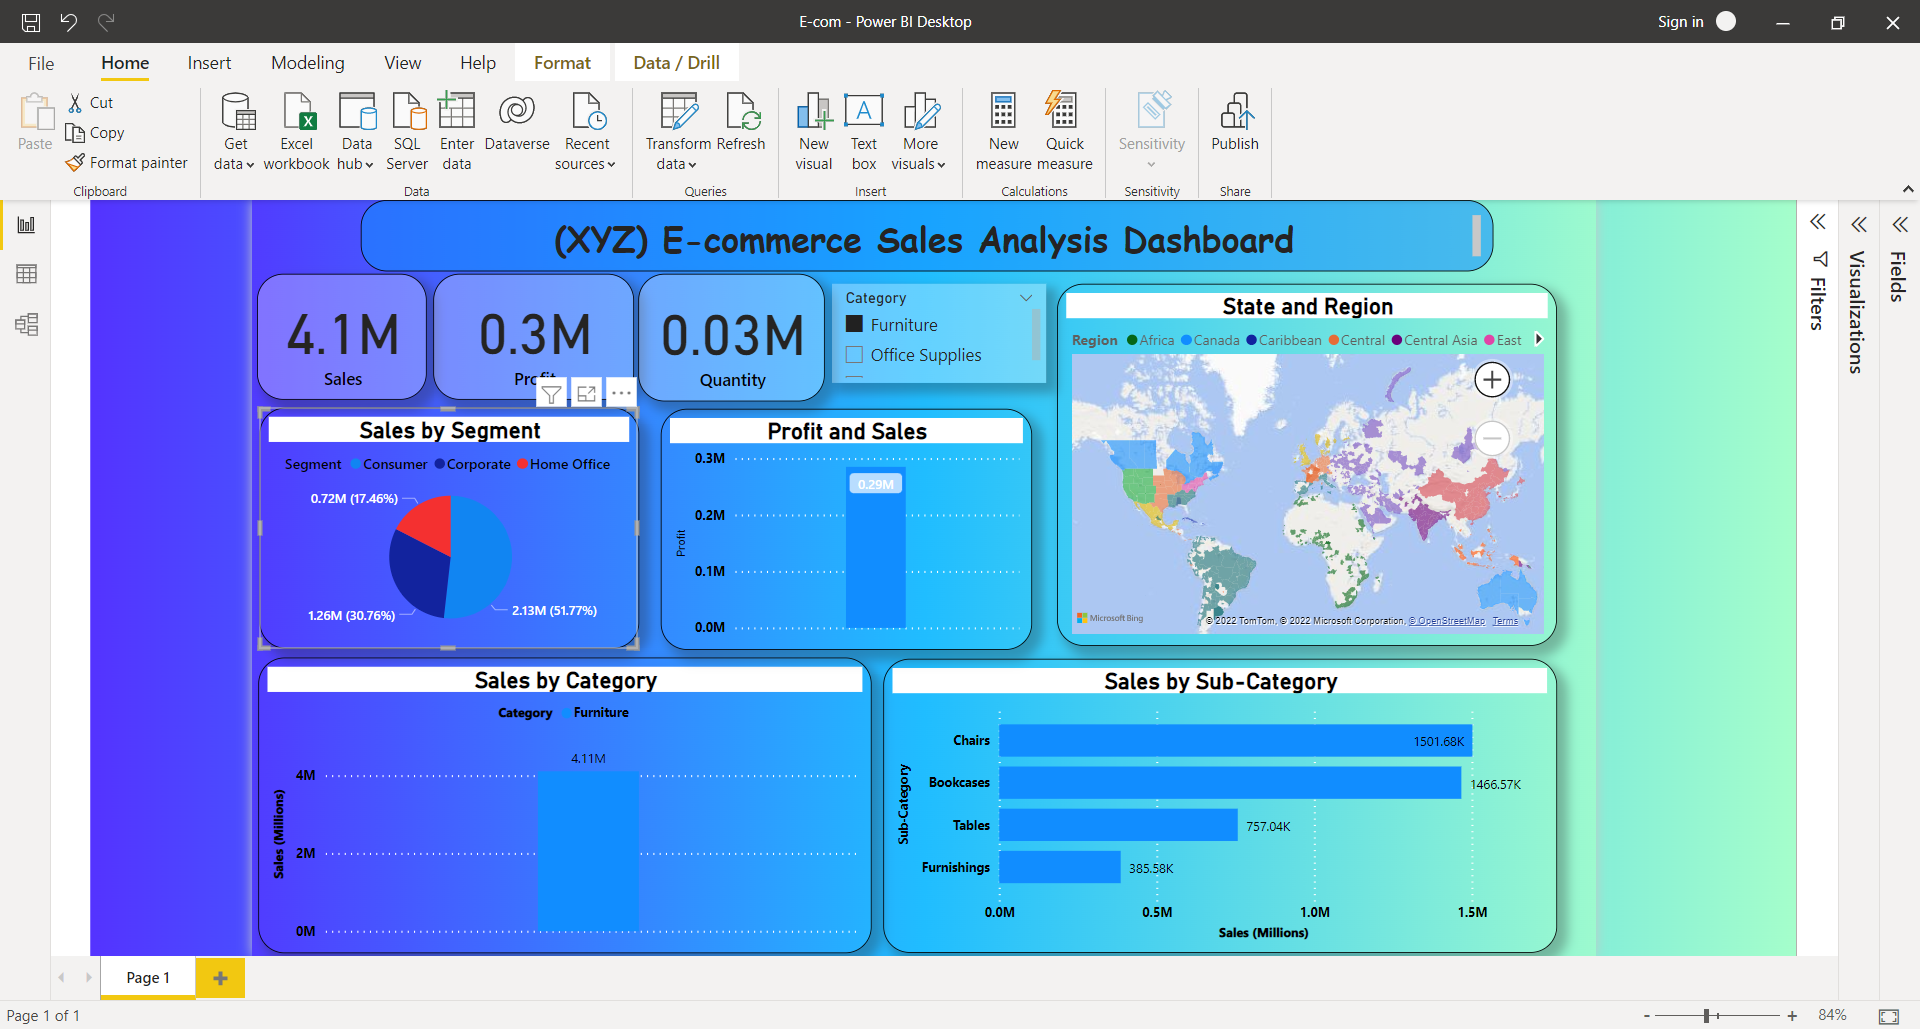 E-com - Power BI Desktop
Sign in
File Home Insert Modeling View Help Format Data / Drill
Paste
Cut
Copy
Format painter
Clipboard
Get data
Excel workbook
Data hub
SQL Server
Enter data
Dataverse
Recent sources
Data
Transform data
Refresh
Queries
New visual
Text box
More visuals
Insert
New measure
Quick measure
Calculations
Sensitivity
Sensitivity
Publish
Share
(XYZ) E-commerce Sales Analysis Dashboard
4.1M
Sales
0.3M
Profit
0.03M
Quantity
Category
Furniture
Office Supplies
State and Region
Region Africa Canada Caribbean Central Central Asia East
Microsoft Bing
© 2022 TomTom, © 2022 Microsoft Corporation, © OpenStreetMap Terms
Sales by Segment
Segment Consumer Corporate Home Office
0.72M (17.46%)
1.26M (30.76%)
2.13M (51.77%)
Profit and Sales
0.3M
0.29M
0.2M
Profit
0.1M
0.0M
Sales by Category
Category Furniture
4.11M
4M
Sales (Millions)
2M
0M
Sales by Sub-Category
Sub-Category
Chairs 1501.68K
Bookcases 1466.57K
Tables 757.04K
Furnishings 385.58K
0.0M 0.5M 1.0M 1.5M
Sales (Millions)
Filters
Visualizations
Fields
Page 1
Page 1 of 1
84%